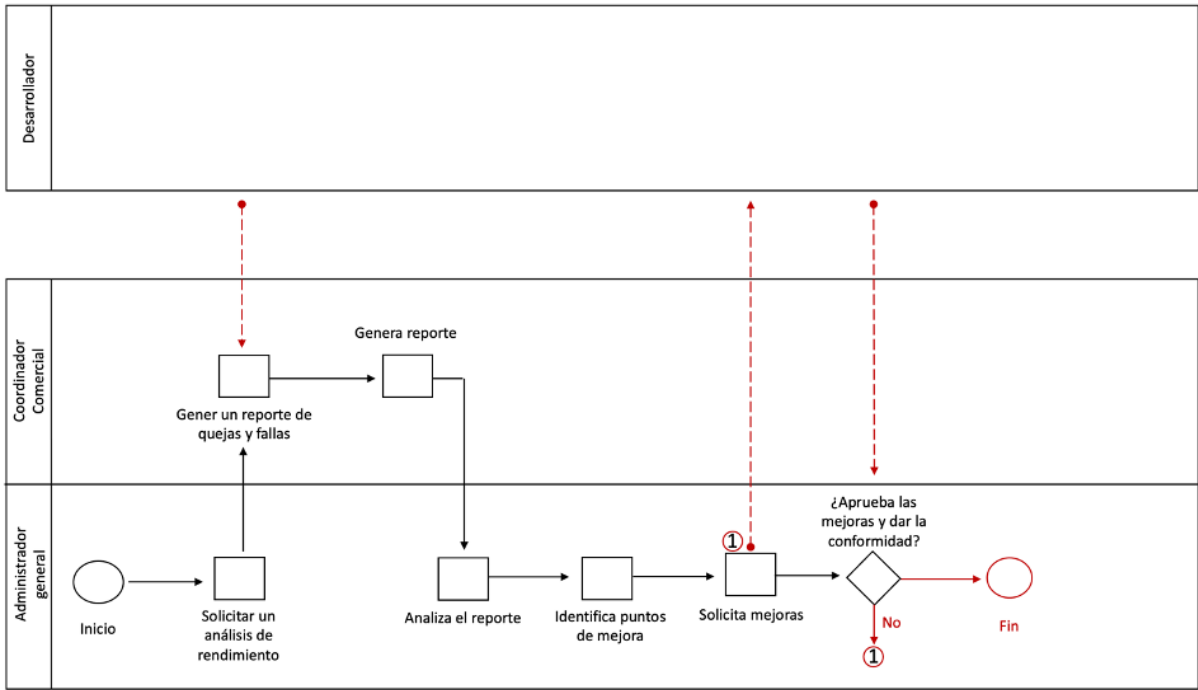 Desarrollador
Coordinador
Comercial
Genera reporte
Gener un reporte de
quejas y fallas
Administrador
general
Inicio
Solicitar un
análisis de
rendimiento
Analiza el reporte
Identifica puntos
de mejora
1
Solicita mejoras
¿Aprueba las
mejoras y dar la
conformidad?
No
1
Fin